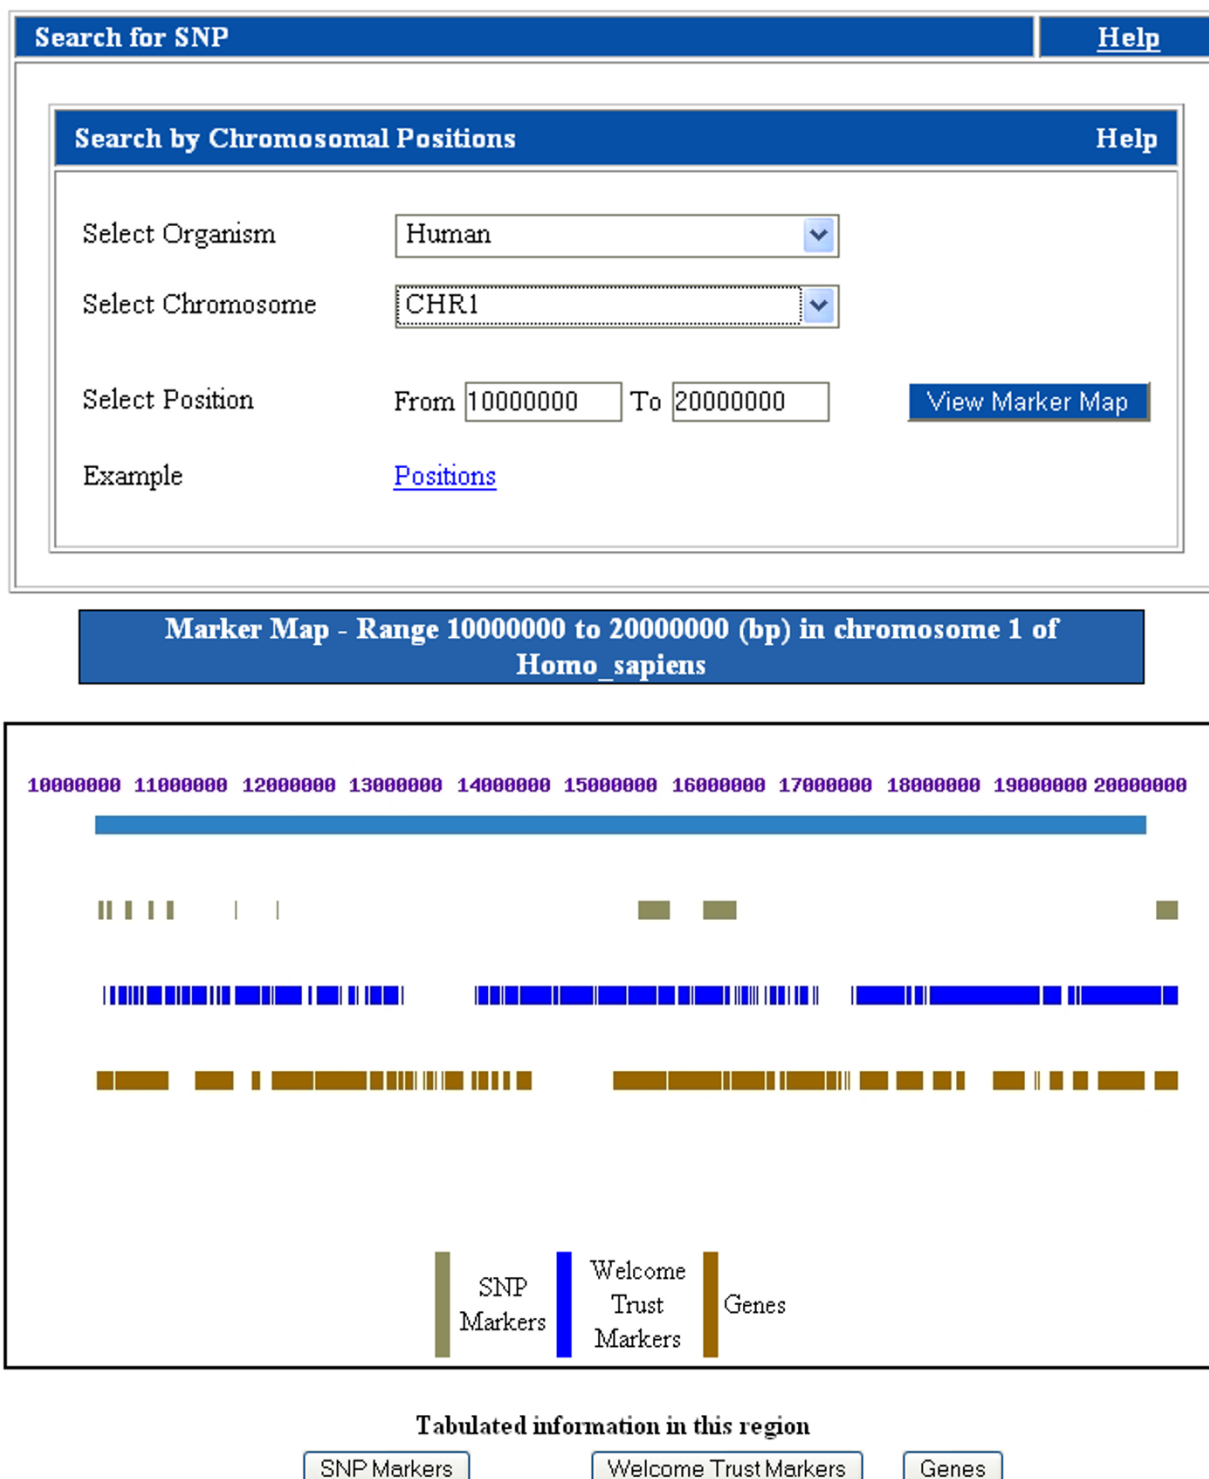 Search for SNP Help
Search by Chromosomal Positions Help
Select Organism Human
Select Chromosome CHR1
Select Position From 10000000 To 20000000 View Marker Map
Example Positions
Marker Map - Range 10000000 to 20000000 (bp) in chromosome 1 of
Homo_sapiens
10000000 11000000 12000000 13000000 14000000 15000000 16000000 17000000 18000000 19000000 20000000
SNP
Markers
Welcome
Trust
Markers
Genes
Tabulated information in this region
SNP Markers Welcome Trust Markers Genes